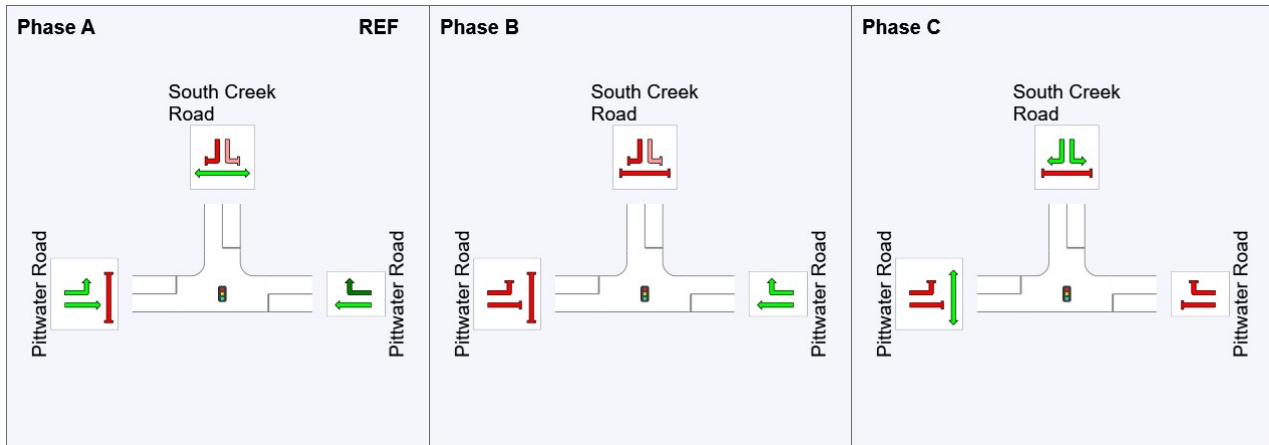 Phase A
REF
South Creek
Road
Pittwater Road
Pittwater Road
Phase B
South Creek
Road
Pittwater Road
Pittwater Road
Phase C
South Creek
Road
Pittwater Road
Pittwater Road